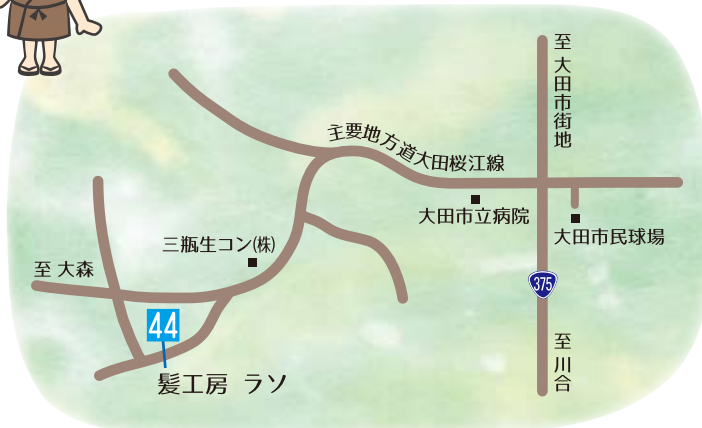 至 大田市街地
主要地方道大田桜江線
大田市立病院
大田市民球場
三瓶生コン㈱
至 大森
375
44
至 川合
髪工房 ラソ